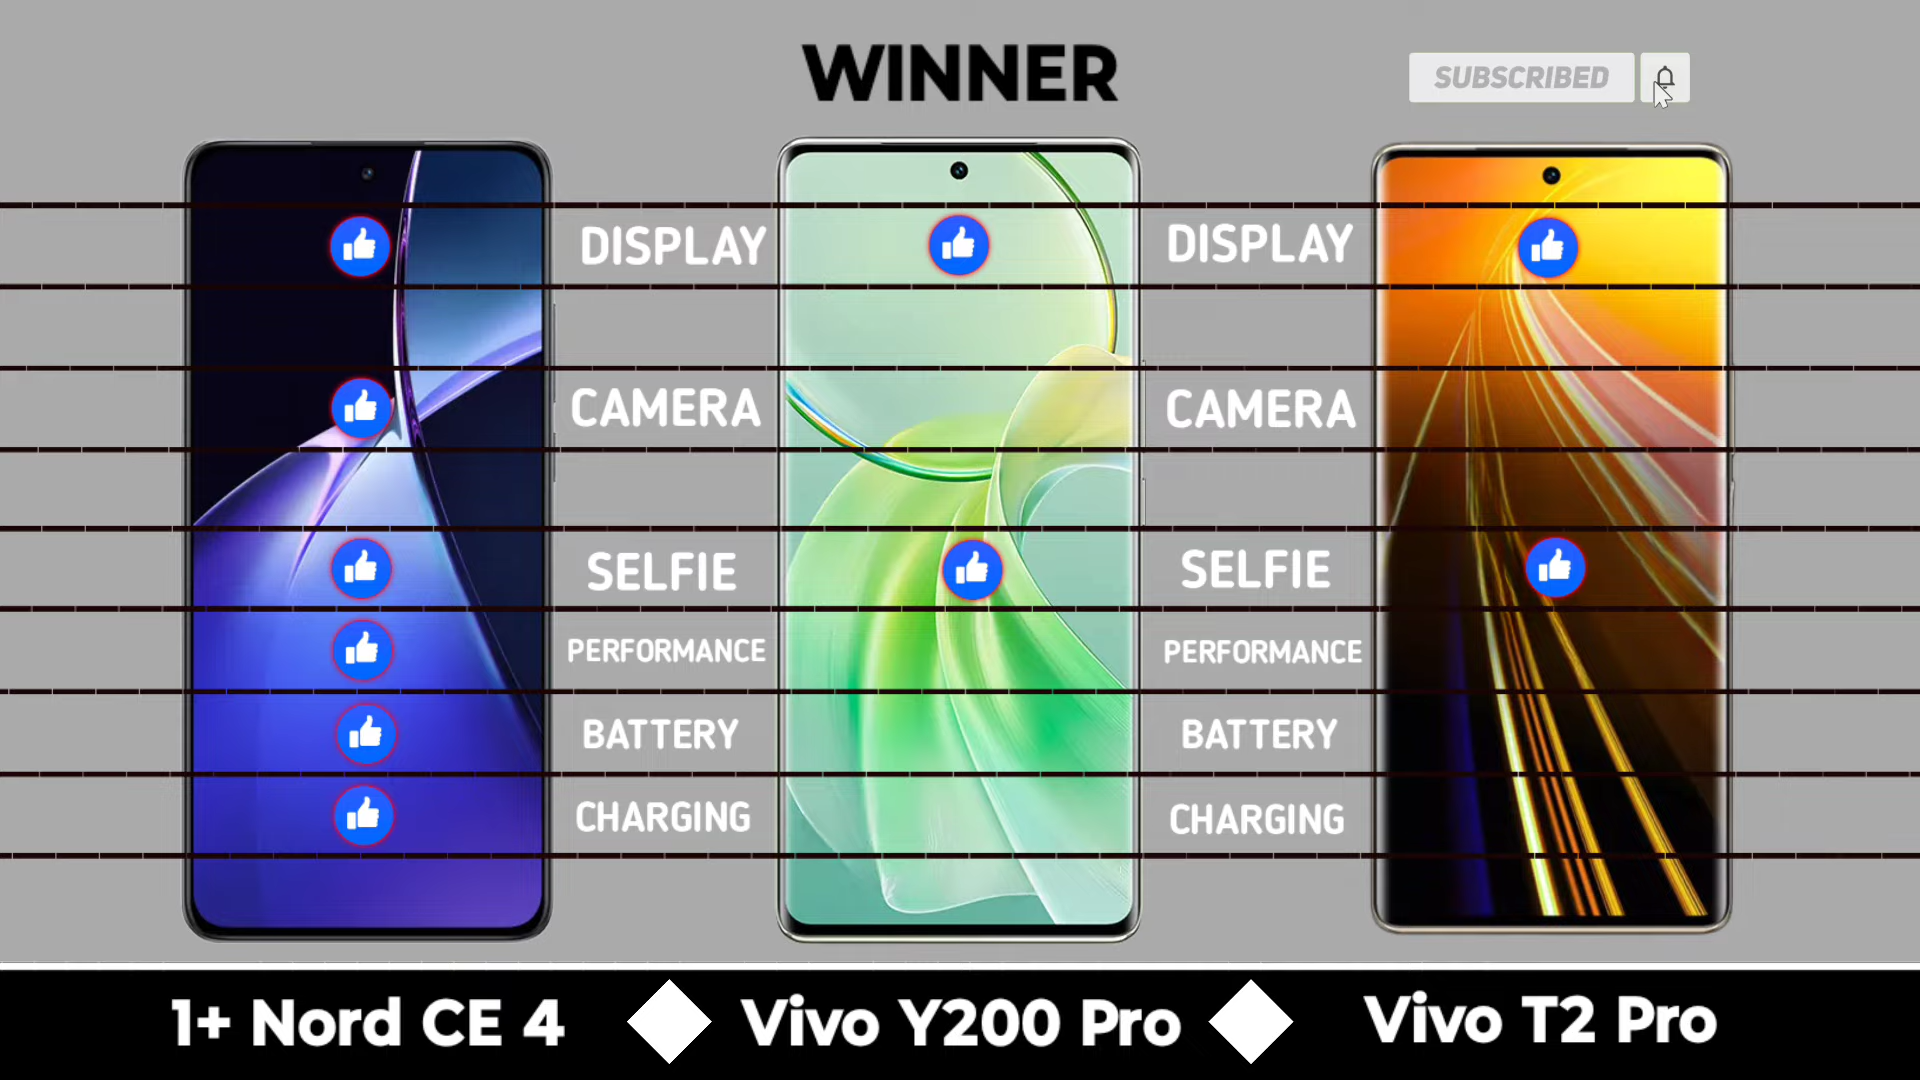 WINNER
SUBSCRIBED
DISPLAY DISPLAY
CAMERA CAMERA
SELFIE SELFIE
PERFORMANCE PERFORMANCE
BATTERY BATTERY
CHARGING CHARGING
1+ Nord CE 4 Vivo Y200 Pro Vivo T2 Pro